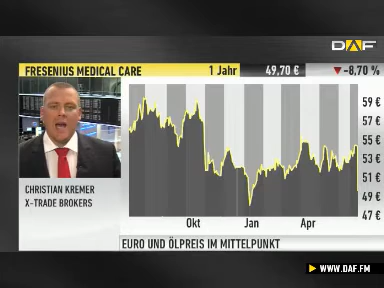 DAF
FRESENIUS MEDICAL CARE 1 Jahr 49,70 € -8,70 %
59 €
57 €
55 €
53 €
51 €
49 €
47 €
CHRISTIAN KREMER
X-TRADE BROKERS
Okt Jan Apr
EURO UND ÖLPREIS IM MITTELPUNKT
WWW.DAF.FM